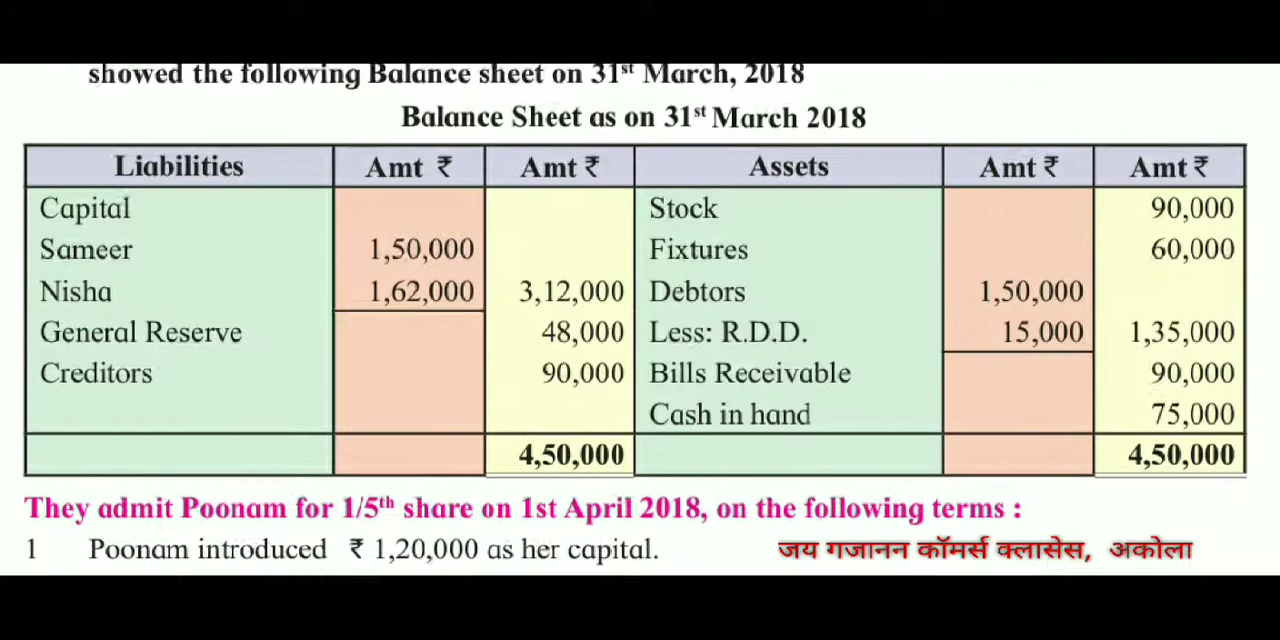 showed the following Balance sheet on 31st March, 2018
Balance Sheet as on 31st March 2018
Liabilities Amt ₹ Amt ₹ Assets Amt ₹ Amt ₹
Capital Stock 90,000
Sameer 1,50,000 Fixtures 60,000
Nisha 1,62,000 3,12,000 Debtors 1,50,000
General Reserve 48,000 Less: R.D.D. 15,000 1,35,000
Creditors 90,000 Bills Receivable 90,000
Cash in hand 75,000
4,50,000 4,50,000
They admit Poonam for 1/5th share on 1st April 2018, on the following terms :
1 Poonam introduced ₹ 1,20,000 as her capital. जय गजानन कॉमर्स क्लासेस, अकोला